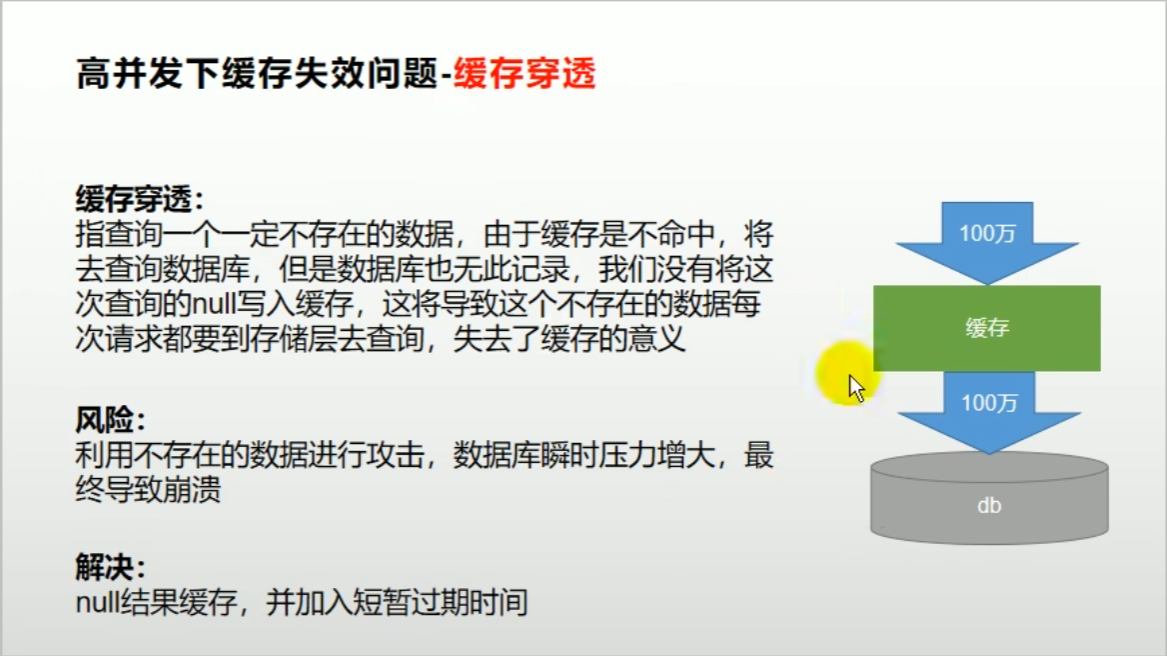 高并发下缓存失效问题-缓存穿透
缓存穿透：
指查询一个一定不存在的数据，由于缓存是不命中，将
去查询数据库，但是数据库也无此记录，我们没有将这
次查询的null写入缓存，这将导致这个不存在的数据每
次请求都要到存储层去查询，失去了缓存的意义
风险：
利用不存在的数据进行攻击，数据库瞬时压力增大，最
终导致崩溃
解决：
null结果缓存，并加入短暂过期时间
100万
缓存
100万
db